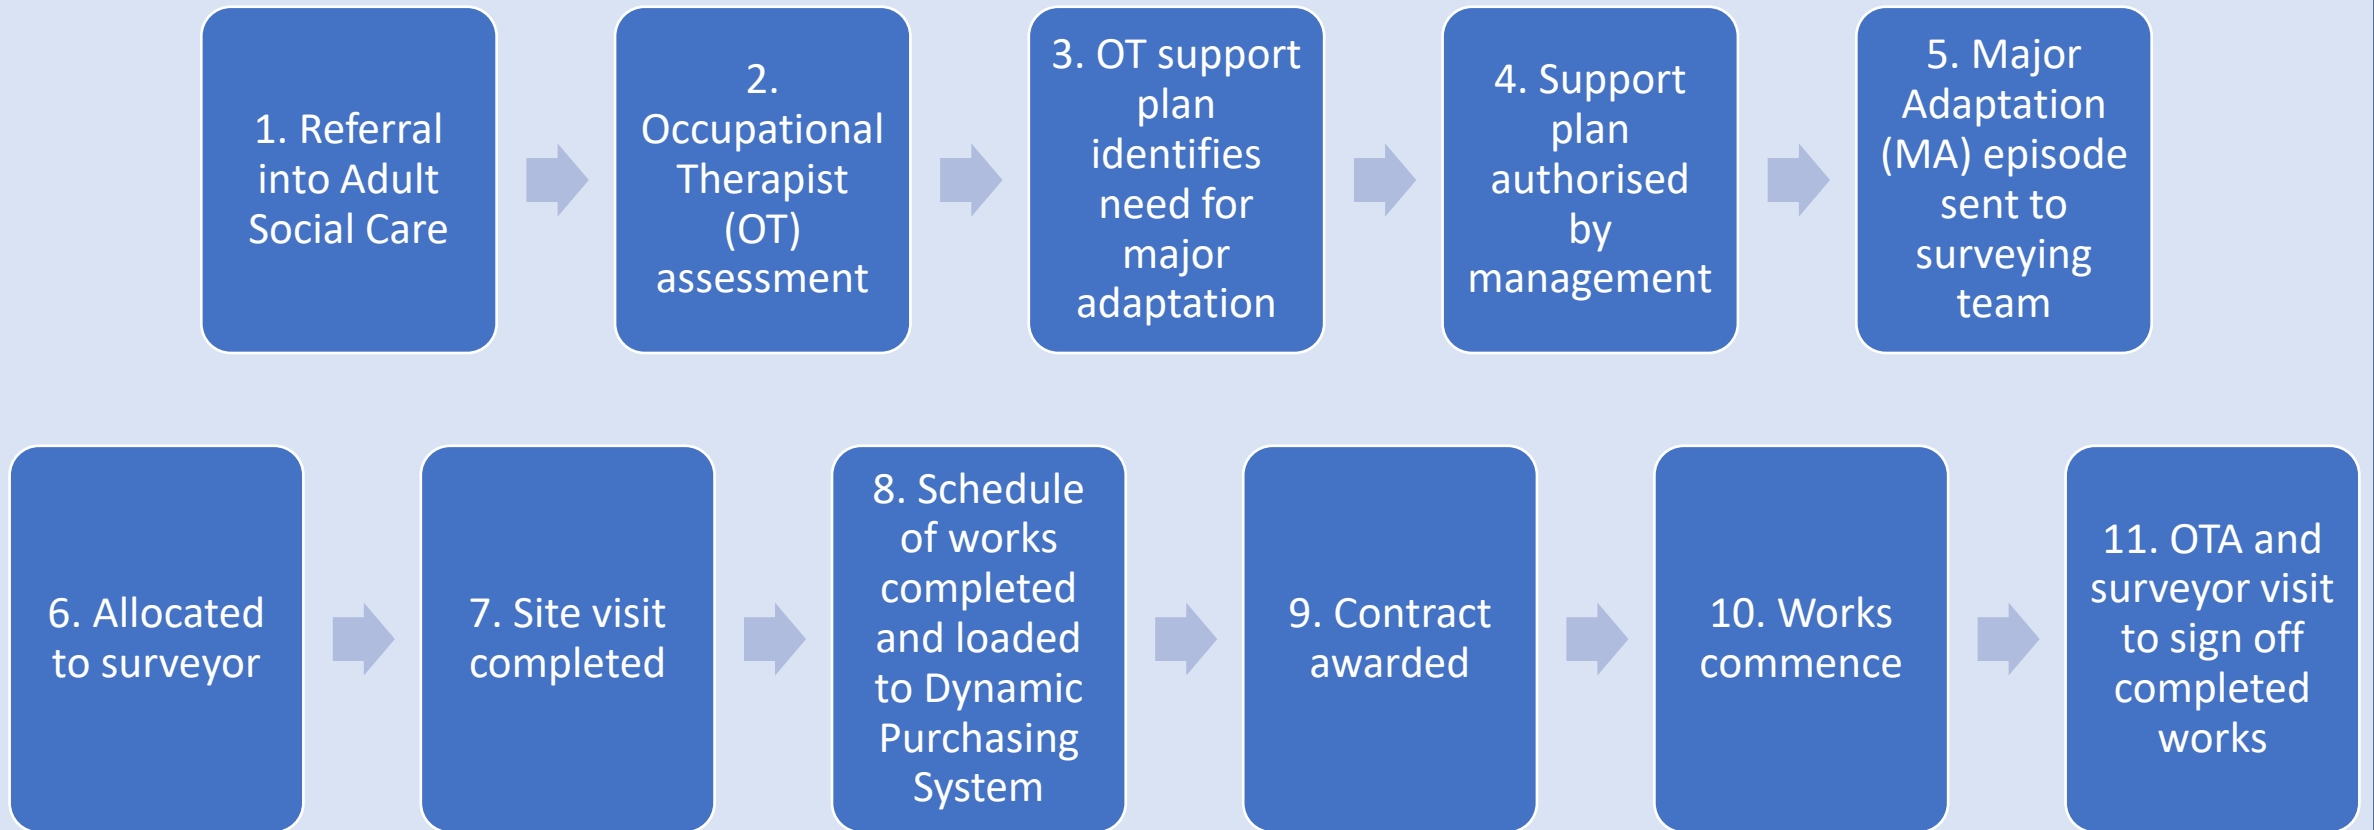 1. Referral
into Adult
Social Care
2.
Occupational
Therapist
(OT)
assessment
3. OT support
plan
identifies
need for
major
adaptation
4. Support
plan
authorised
by
management
5. Major
Adaptation
(MA) episode
sent to
surveying
team
6. Allocated
to surveyor
7. Site visit
completed
8. Schedule
of works
completed
and loaded
to Dynamic
Purchasing
System
9. Contract
awarded
10. Works
commence
11. OTA and
surveyor visit
to sign off
completed
works